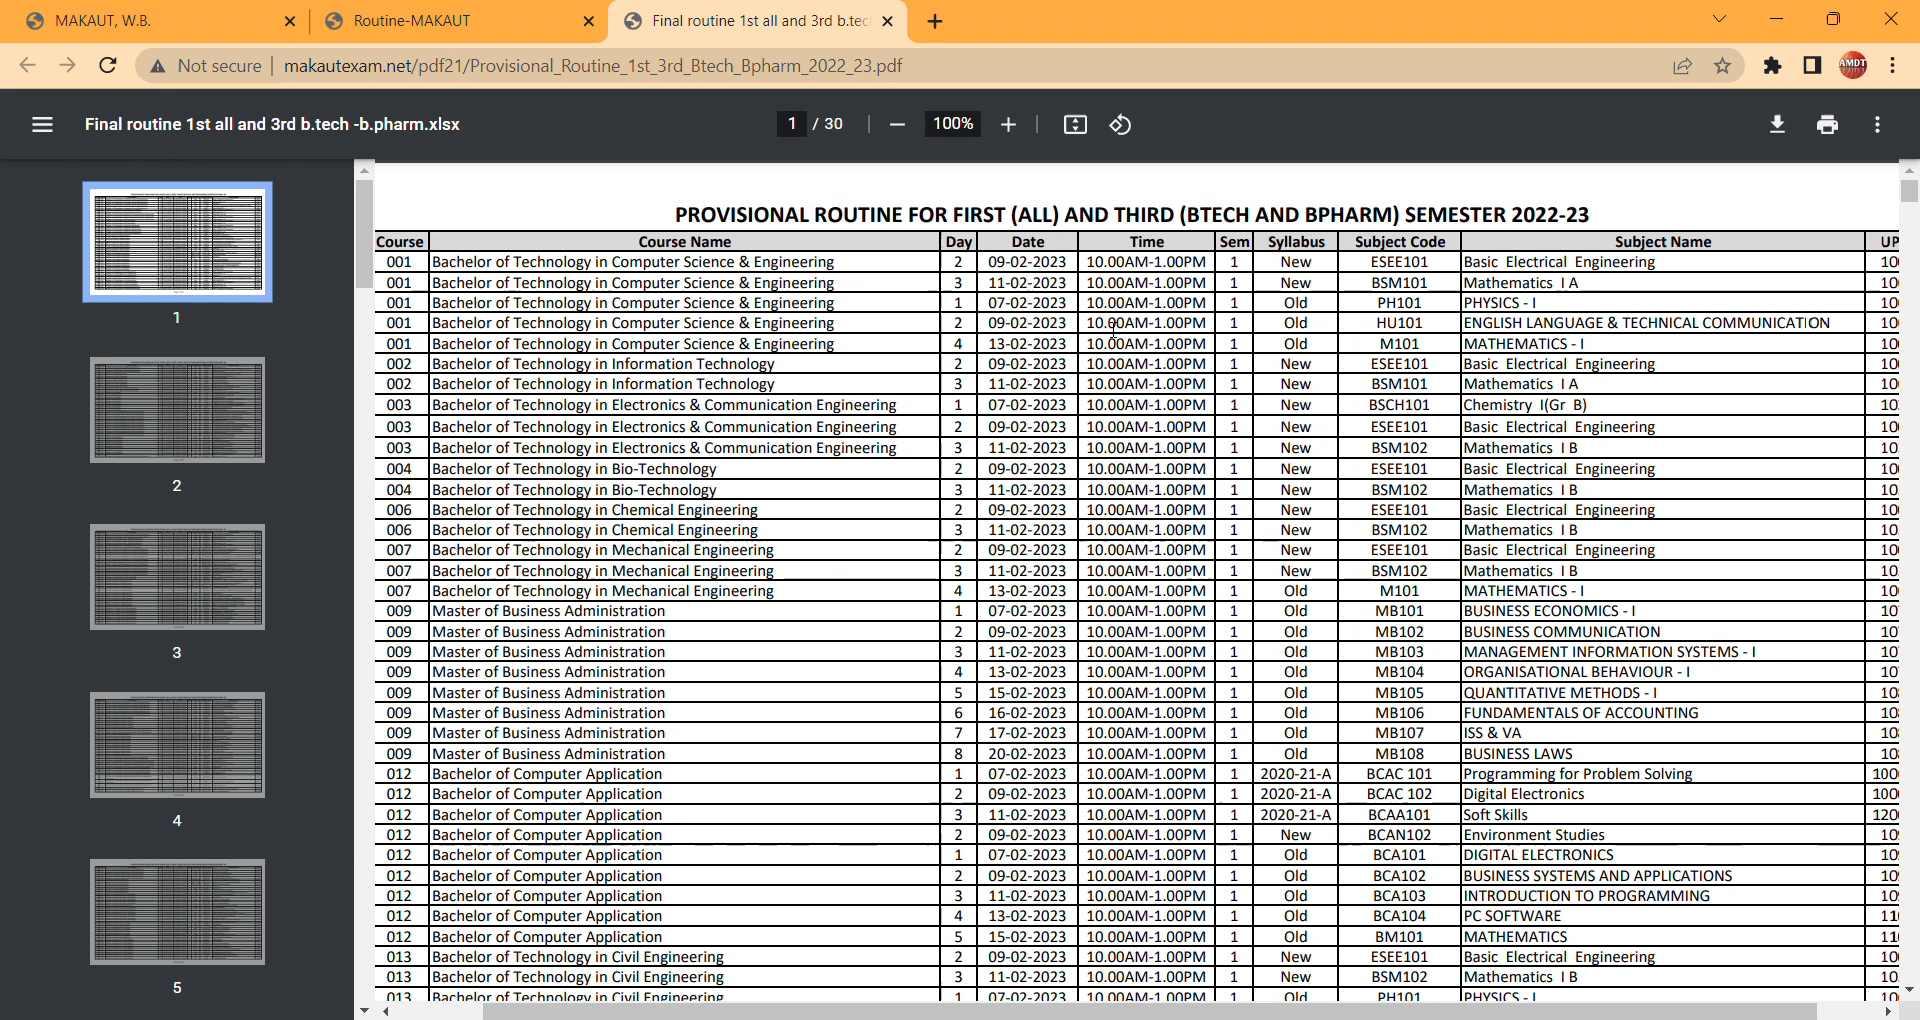 MAKAUT, W.B.
Routine-MAKAUT
Final routine 1st all and 3rd b.tec
Not secure
makautexam.net/pdf21/Provisional_Routine_1st_3rd_Btech_Bpharm_2022_23.pdf
AMDT
Final routine 1st all and 3rd b.tech -b.pharm.xlsx
1 / 30
100%
1
2
3
4
5
PROVISIONAL ROUTINE FOR FIRST (ALL) AND THIRD (BTECH AND BPHARM) SEMESTER 2022-23
Course Course Name Day Date Time Sem Syllabus Subject Code Subject Name UP
001 Bachelor of Technology in Computer Science & Engineering 2 09-02-2023 10.00AM-1.00PM 1 New ESEE101 Basic Electrical Engineering 10
001 Bachelor of Technology in Computer Science & Engineering 3 11-02-2023 10.00AM-1.00PM 1 New BSM101 Mathematics I A 10
001 Bachelor of Technology in Computer Science & Engineering 1 07-02-2023 10.00AM-1.00PM 1 Old PH101 PHYSICS - I 10
001 Bachelor of Technology in Computer Science & Engineering 2 09-02-2023 10.00AM-1.00PM 1 Old HU101 ENGLISH LANGUAGE & TECHNICAL COMMUNICATION 10
001 Bachelor of Technology in Computer Science & Engineering 4 13-02-2023 10.00AM-1.00PM 1 Old M101 MATHEMATICS - I 10
002 Bachelor of Technology in Information Technology 2 09-02-2023 10.00AM-1.00PM 1 New ESEE101 Basic Electrical Engineering 10
002 Bachelor of Technology in Information Technology 3 11-02-2023 10.00AM-1.00PM 1 New BSM101 Mathematics I A 10
003 Bachelor of Technology in Electronics & Communication Engineering 1 07-02-2023 10.00AM-1.00PM 1 New BSCH101 Chemistry I(Gr B) 10
003 Bachelor of Technology in Electronics & Communication Engineering 2 09-02-2023 10.00AM-1.00PM 1 New ESEE101 Basic Electrical Engineering 10
003 Bachelor of Technology in Electronics & Communication Engineering 3 11-02-2023 10.00AM-1.00PM 1 New BSM102 Mathematics I B 10
004 Bachelor of Technology in Bio-Technology 2 09-02-2023 10.00AM-1.00PM 1 New ESEE101 Basic Electrical Engineering 10
004 Bachelor of Technology in Bio-Technology 3 11-02-2023 10.00AM-1.00PM 1 New BSM102 Mathematics I B 10
006 Bachelor of Technology in Chemical Engineering 2 09-02-2023 10.00AM-1.00PM 1 New ESEE101 Basic Electrical Engineering 10
006 Bachelor of Technology in Chemical Engineering 3 11-02-2023 10.00AM-1.00PM 1 New BSM102 Mathematics I B 10
007 Bachelor of Technology in Mechanical Engineering 2 09-02-2023 10.00AM-1.00PM 1 New ESEE101 Basic Electrical Engineering 10
007 Bachelor of Technology in Mechanical Engineering 3 11-02-2023 10.00AM-1.00PM 1 New BSM102 Mathematics I B 10
007 Bachelor of Technology in Mechanical Engineering 4 13-02-2023 10.00AM-1.00PM 1 Old M101 MATHEMATICS - I 10
009 Master of Business Administration 1 07-02-2023 10.00AM-1.00PM 1 Old MB101 BUSINESS ECONOMICS - I 10
009 Master of Business Administration 2 09-02-2023 10.00AM-1.00PM 1 Old MB102 BUSINESS COMMUNICATION 10
009 Master of Business Administration 3 11-02-2023 10.00AM-1.00PM 1 Old MB103 MANAGEMENT INFORMATION SYSTEMS - I 10
009 Master of Business Administration 4 13-02-2023 10.00AM-1.00PM 1 Old MB104 ORGANISATIONAL BEHAVIOUR - I 10
009 Master of Business Administration 5 15-02-2023 10.00AM-1.00PM 1 Old MB105 QUANTITATIVE METHODS - I 10
009 Master of Business Administration 6 16-02-2023 10.00AM-1.00PM 1 Old MB106 FUNDAMENTALS OF ACCOUNTING 10
009 Master of Business Administration 7 17-02-2023 10.00AM-1.00PM 1 Old MB107 ISS & VA 10
009 Master of Business Administration 8 20-02-2023 10.00AM-1.00PM 1 Old MB108 BUSINESS LAWS 10
012 Bachelor of Computer Application 1 07-02-2023 10.00AM-1.00PM 1 2020-21-A BCAC 101 Programming for Problem Solving 100
012 Bachelor of Computer Application 2 09-02-2023 10.00AM-1.00PM 1 2020-21-A BCAC 102 Digital Electronics 100
012 Bachelor of Computer Application 3 11-02-2023 10.00AM-1.00PM 1 2020-21-A BCAA101 Soft Skills 120
012 Bachelor of Computer Application 2 09-02-2023 10.00AM-1.00PM 1 New BCAN102 Environment Studies 10
012 Bachelor of Computer Application 1 07-02-2023 10.00AM-1.00PM 1 Old BCA101 DIGITAL ELECTRONICS 10
012 Bachelor of Computer Application 2 09-02-2023 10.00AM-1.00PM 1 Old BCA102 BUSINESS SYSTEMS AND APPLICATIONS 10
012 Bachelor of Computer Application 3 11-02-2023 10.00AM-1.00PM 1 Old BCA103 INTRODUCTION TO PROGRAMMING 10
012 Bachelor of Computer Application 4 13-02-2023 10.00AM-1.00PM 1 Old BCA104 PC SOFTWARE 11
012 Bachelor of Computer Application 5 15-02-2023 10.00AM-1.00PM 1 Old BM101 MATHEMATICS 11
013 Bachelor of Technology in Civil Engineering 2 09-02-2023 10.00AM-1.00PM 1 New ESEE101 Basic Electrical Engineering 10
013 Bachelor of Technology in Civil Engineering 3 11-02-2023 10.00AM-1.00PM 1 New BSM102 Mathematics I B 10
013 Bachelor of Technology in Civil Engineering 1 07-02-2023 10.00AM-1.00PM 1 Old PH101 PHYSICS - I 10